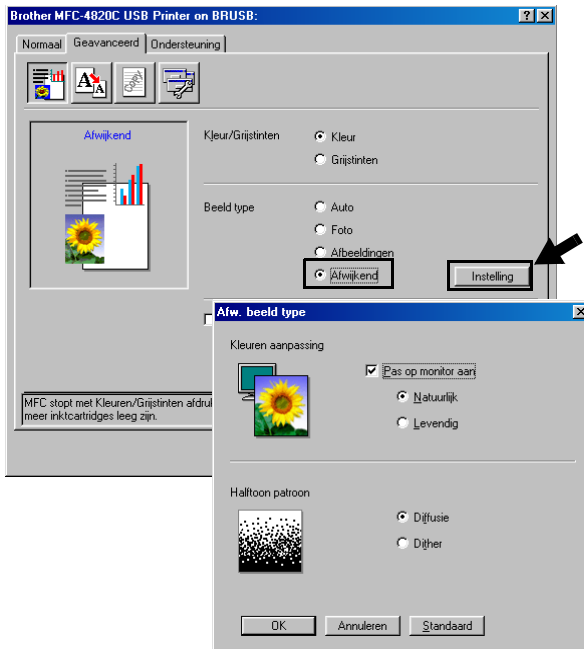 Brother MFC-4820C USB Printer on BRUSB:
Normaal Geavanceerd Ondersteuning
Afwijkend
Kleur/Grijstinten
Kleur
Grijstinten
Beeld type
Auto
Foto
Afbeeldingen
Afwijkend
Instelling
MFC stopt met Kleuren/Grijstinten
meer inktcartridges leeg zijn.
Afw. beeld type
Kleuren aanpassing
Pas op monitor aan
Natuurlijk
Levendig
Halftoon patroon
Diffusie
Dither
OK Annuleren Standaard